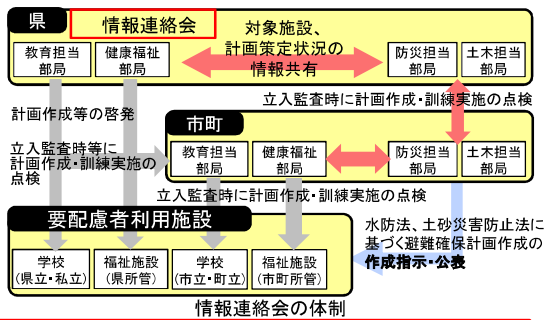 県
情報連絡会
対象施設、
計画策定状況の
情報共有
教育担当
部局
健康福祉
部局
防災担当
部局
土木担当
部局
計画作成等の啓発
立入監査時に計画作成・訓練実施の点検
市町
立入監査時等に
計画作成・訓練実施の
点検
教育担当
部局
健康福祉
部局
防災担当
部局
土木担当
部局
立入監査時に計画作成・訓練実施の点検
要配慮者利用施設
学校
(県立・私立)
福祉施設
(県所管)
学校
(市立・町立)
福祉施設
(市町所管)
水防法、土砂災害防止法に
基づく避難確保計画作成の
作成指示・公表
情報連絡会の体制